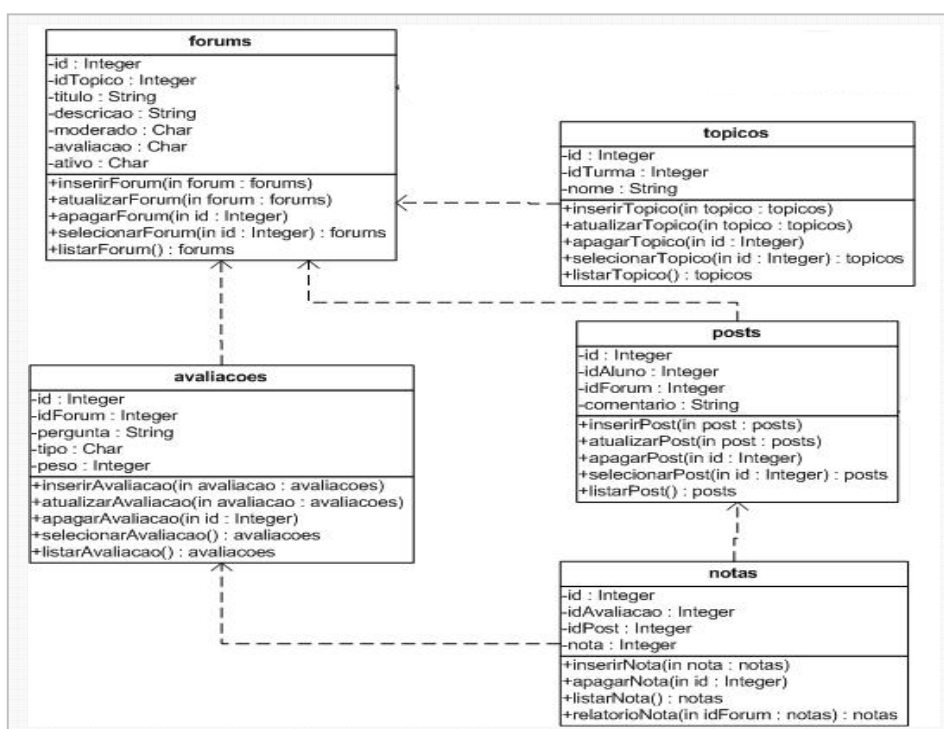 forums
-id : Integer
-idTopico : Integer
-titulo : String
-descricao : String
-moderado : Char
-avaliacao : Char
-ativo : Char
+inserirForum(in forum : forums)
+atualizarForum(in forum : forums)
+apagarForum(in id : Integer)
+selecionarForum(in id : Integer) : forums
+listarForum() : forums
topicos
-id : Integer
-idTurma : Integer
-nome : String
+inserirTopico(in topico : topicos)
+atualizarTopico(in topico : topicos)
+apagarTopico(in id : Integer)
+selecionarTopico(in id : Integer) : topicos
+listarTopico() : topicos
posts
-id : Integer
-idAluno : Integer
-idForum : Integer
-comentario : String
+inserirPost(in post : posts)
+atualizarPost(in post : posts)
+apagarPost(in id : Integer)
+selecionarPost(in id : Integer) : posts
+listarPost() : posts
avaliacoes
-id : Integer
-idForum : Integer
-pergunta : String
-tipo : Char
-peso : Integer
+inserirAvaliacao(in avaliacao : avaliacoes)
+atualizarAvaliacao(in avaliacao : avaliacoes)
+apagarAvaliacao(in id : Integer)
+selecionarAvaliacao() : avaliacoes
+listarAvaliacao() : avaliacoes
notas
-id : Integer
-idAvaliacao : Integer
-idPost : Integer
-nota : Integer
+inserirNota(in nota : notas)
+apagarNota(in id : Integer)
+listarNota() : notas
+relatorioNota(in idForum : notas) : notas